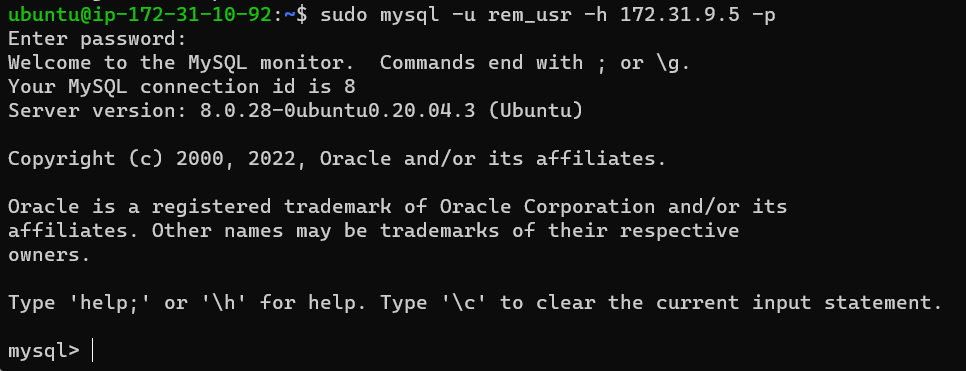 ubuntu@ip-172-31-10-92:~$ sudo mysql -u rem_usr -h 172.31.9.5 -p
Enter password:
Welcome to the MySQL monitor.  Commands end with ; or \g.
Your MySQL connection id is 8
Server version: 8.0.28-0ubuntu0.20.04.3 (Ubuntu)
Copyright (c) 2000, 2022, Oracle and/or its affiliates.
Oracle is a registered trademark of Oracle Corporation and/or its
affiliates. Other names may be trademarks of their respective
owners.
Type 'help;' or '\h' for help. Type '\c' to clear the current input statement.
mysql>